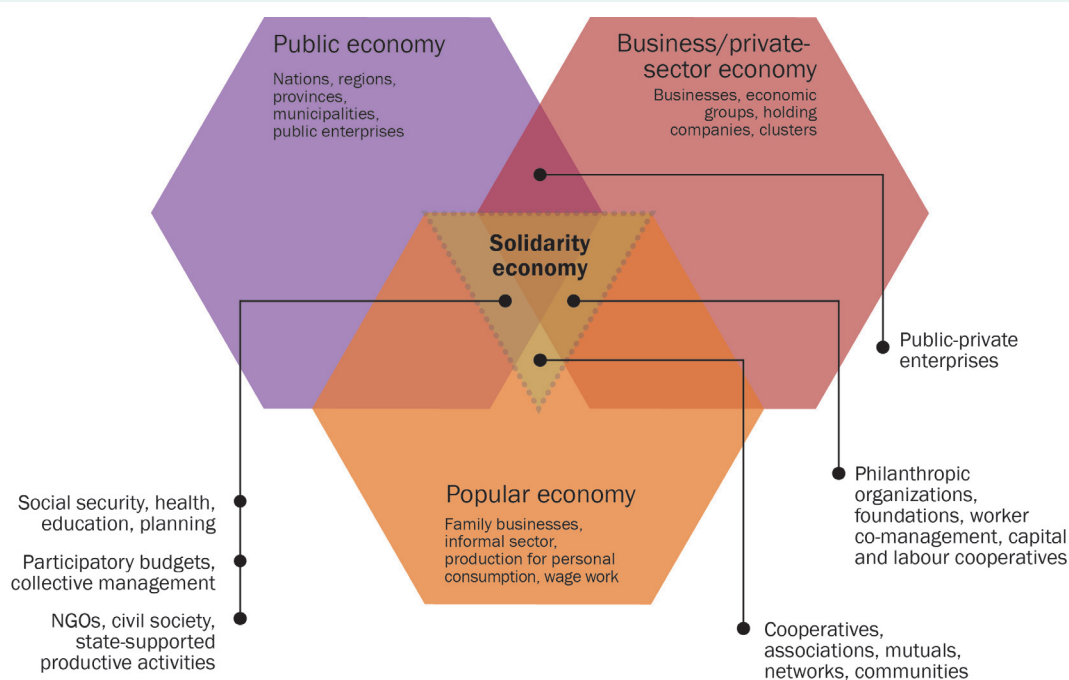 Public economy
Nations, regions,
provinces,
municipalities,
public enterprises
Business/private-
sector economy
Businesses, economic
groups, holding
companies, clusters
Solidarity
economy
Public-private
enterprises
Popular economy
Family businesses,
informal sector,
production for personal
consumption, wage work
Philanthropic
organizations,
foundations, worker
co-management, capital
and labour cooperatives
Social security, health,
education, planning
Participatory budgets,
collective management
NGOs, civil society,
state-supported
productive activities
Cooperatives,
associations, mutuals,
networks, communities